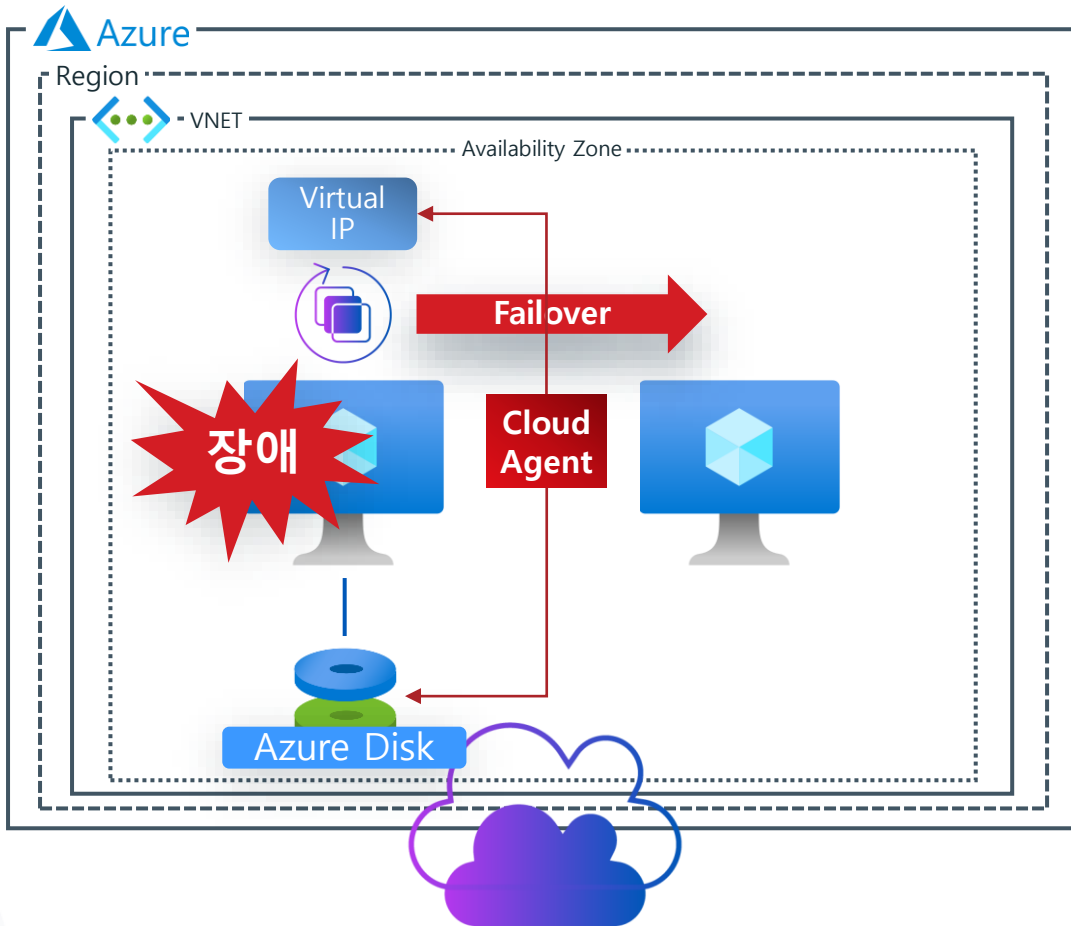 Azure
Region
VNET
Availability Zone
Virtual
IP
Failover
장애
Cloud
Agent
Azure Disk